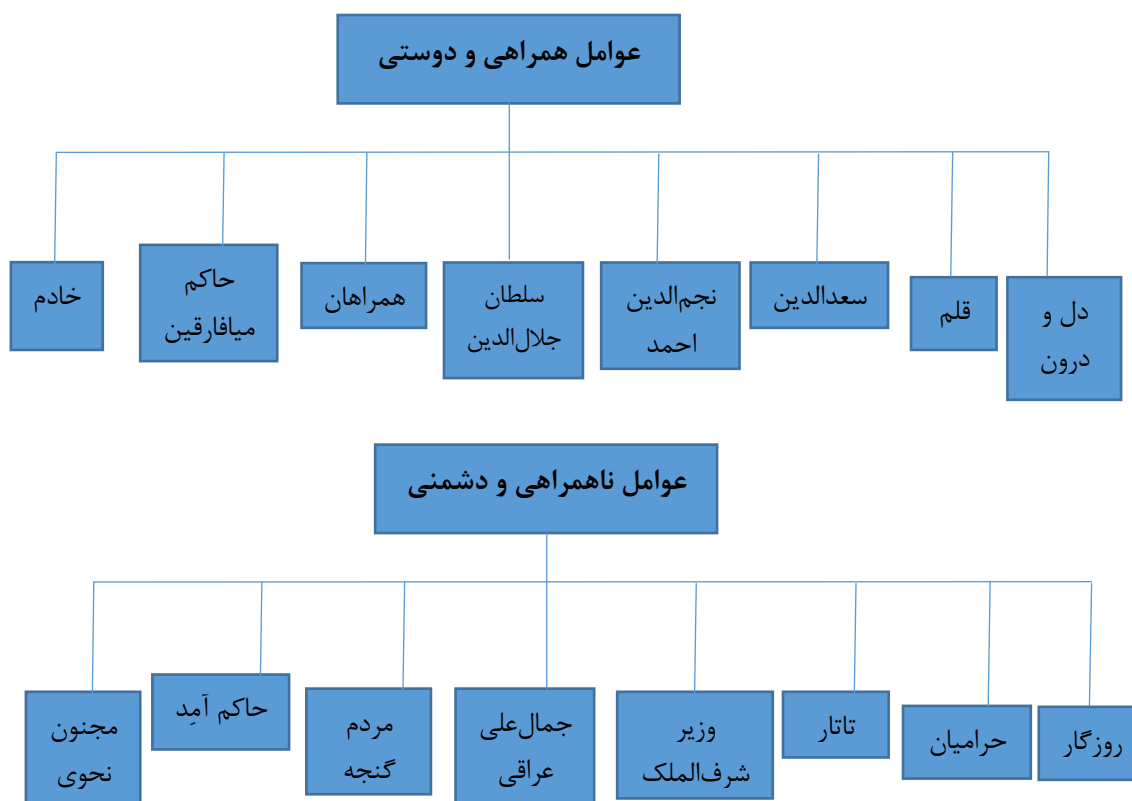 عوامل همراهی و دوستی
دل و
درون
قلم
سعدالدین
نجم‌الدین
احمد
سلطان
جلال‌الدین
همراهان
حاکم
میافارقین
خادم
عوامل ناهمراهی و دشمنی
روزگار
حرامیان
تاتار
وزیر
شرف‌الملک
جمال‌علی
عراقی
مردم
گنجه
حاکم آمِد
مجنون
نحوی